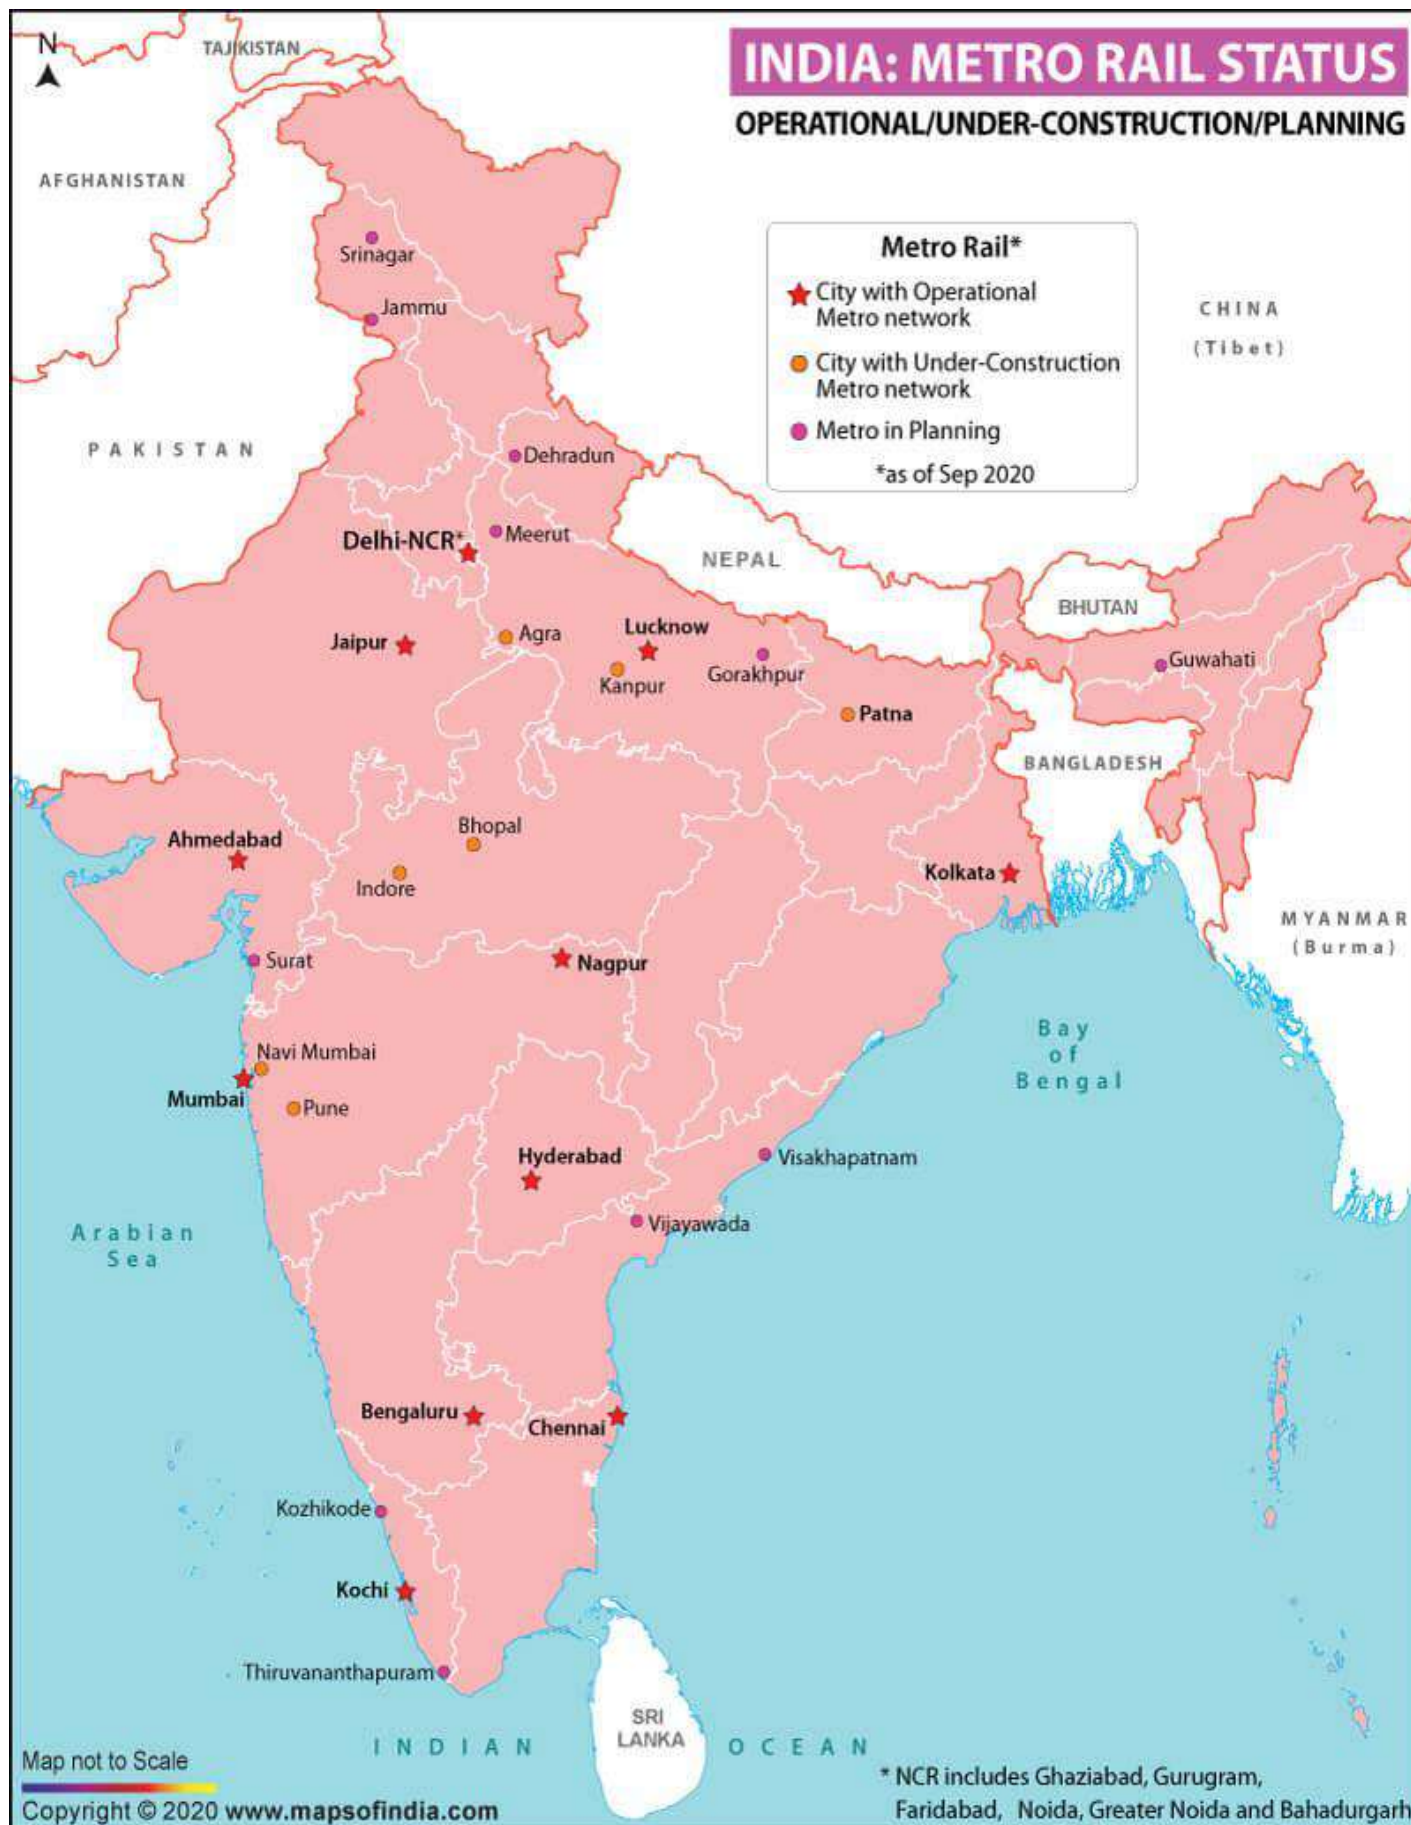 N
TAJIKISTAN
INDIA: METRO RAIL STATUS
OPERATIONAL/UNDER-CONSTRUCTION/PLANNING
AFGHANISTAN
Metro Rail*
City with Operational
Metro network
City with Under-Construction
Metro network
Metro in Planning
*as of Sep 2020
Srinagar
Jammu
CHINA
(Tibet)
PAKISTAN
Dehradun
Delhi-NCR*
Meerut
NEPAL
BHUTAN
Jaipur
Agra
Lucknow
Kanpur
Gorakhpur
Guwahati
Patna
BANGLADESH
Ahmedabad
Bhopal
Indore
Kolkata
MYANMAR
(Burma)
Surat
Nagpur
Navi Mumbai
Mumbai
Pune
Bay
of
Bengal
Hyderabad
Visakhapatnam
Vijayawada
Arabian
Sea
Bengaluru
Chennai
Kozhikode
Kochi
Thiruvananthapuram
SRI
LANKA
INDIAN OCEAN
Map not to Scale
Copyright © 2020 www.mapsofindia.com
* NCR includes Ghaziabad, Gurugram,
Faridabad, Noida, Greater Noida and Bahadurgarh